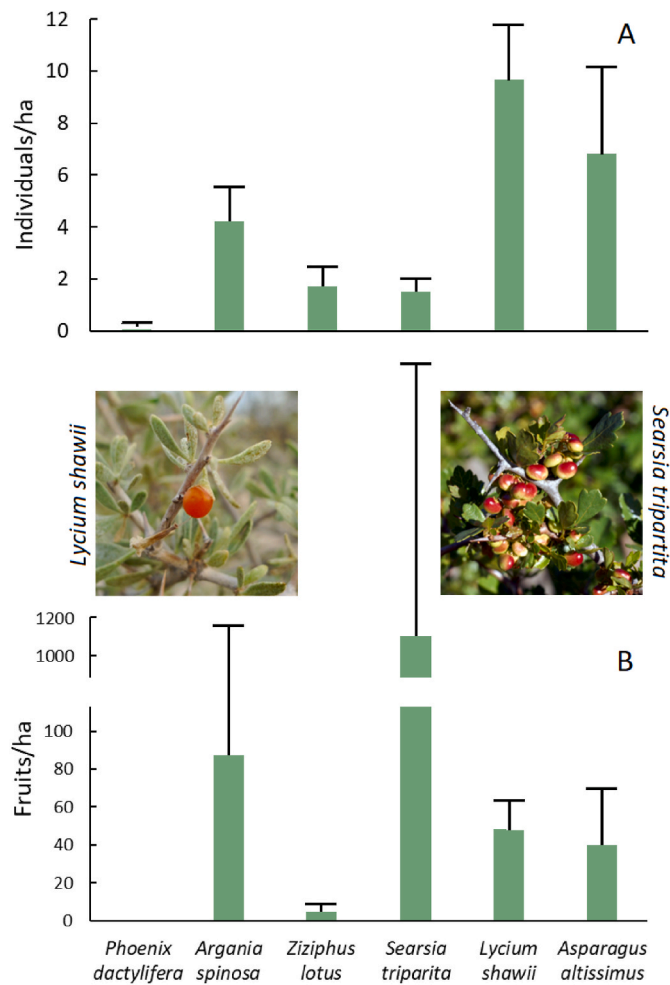 A
Individuals/ha
12
10
8
6
4
2
0
Lycium shawii
Searsia tripartita
B
Fruits/ha
1200
1000
100
80
60
40
20
0
Phoenix Argania Ziziphus Searsia Lycium Asparagus
dactylifera spinosa lotus triparita shawii altissimus